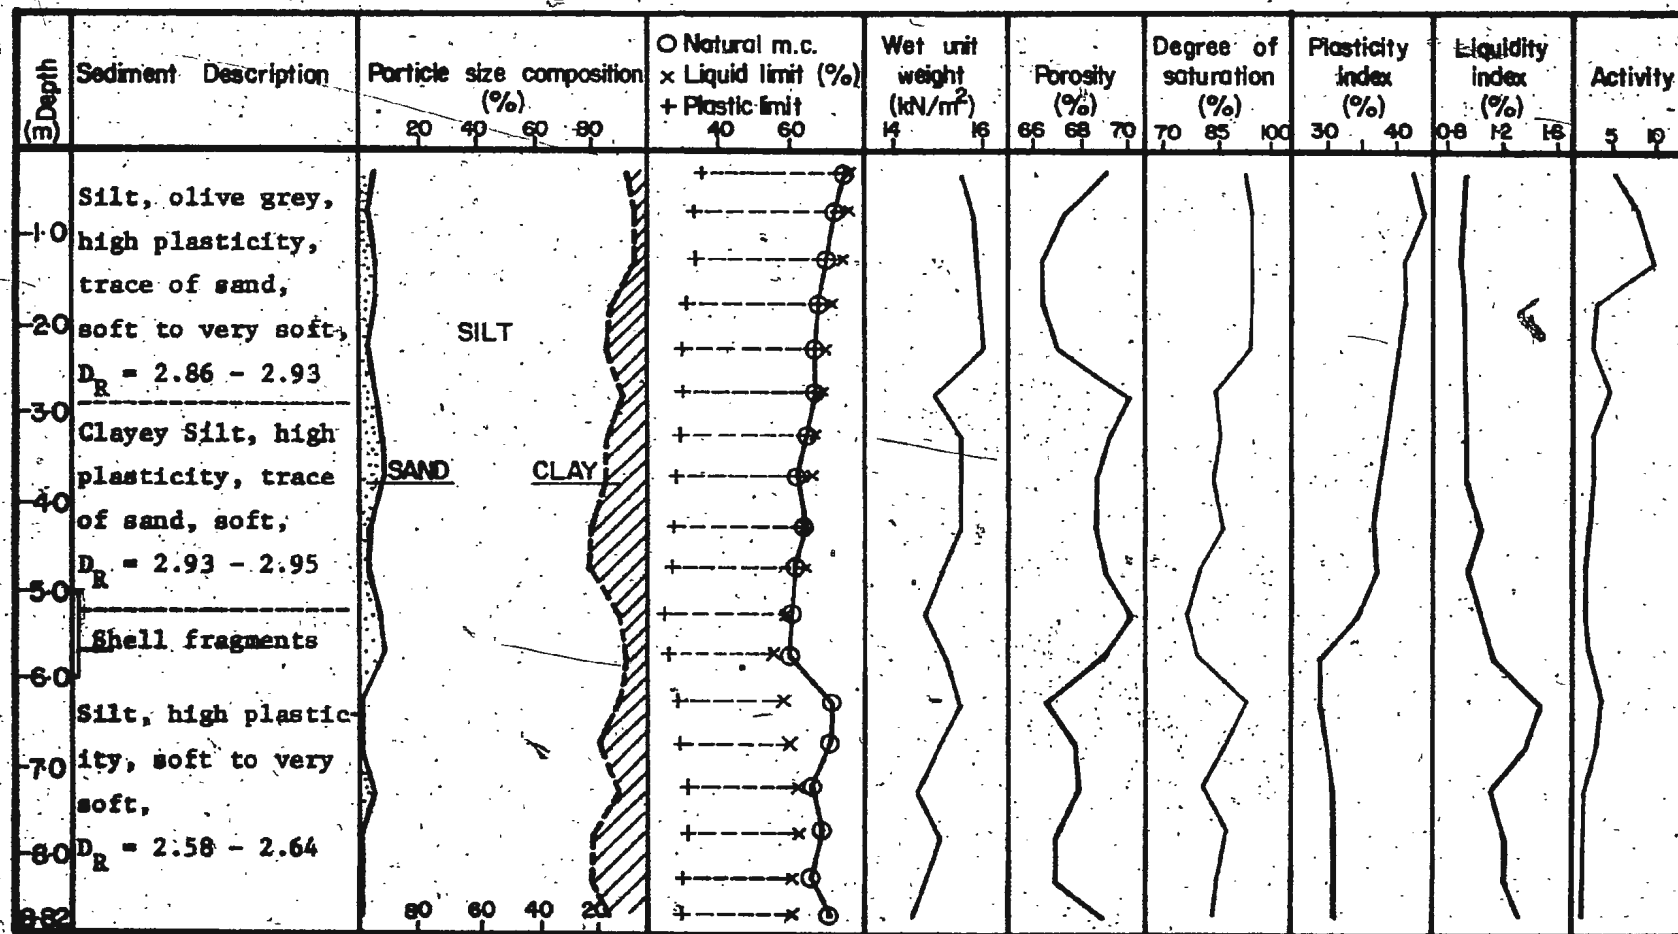 Depth (m)
Sediment Description
Particle size composition (%)
20 40 60 80
O Natural m.c.
× Liquid limit (%)
+ Plastic limit
40 60
Wet unit weight (kN/m²)
14 16
Porosity (%)
66 68 70
Degree of saturation (%)
70 85 100
Plasticity index (%)
30 40
Liquidity index (%)
0·8 1·2 1·6
Activity
5 10
Silt, olive grey,
1·0
high plasticity,
trace of sand,
2·0
soft to very soft,
SILT
D_R = 2.86 - 2.93
3·0
Clayey Silt, high
plasticity, trace
SAND
CLAY
4·0
of sand, soft,
D_R = 2.93 - 2.95
5·0
Shell fragments
6·0
Silt, high plastic-
ity, soft to very
7·0
soft,
D_R = 2.58 - 2.64
8·0
8·82
80 60 40 20